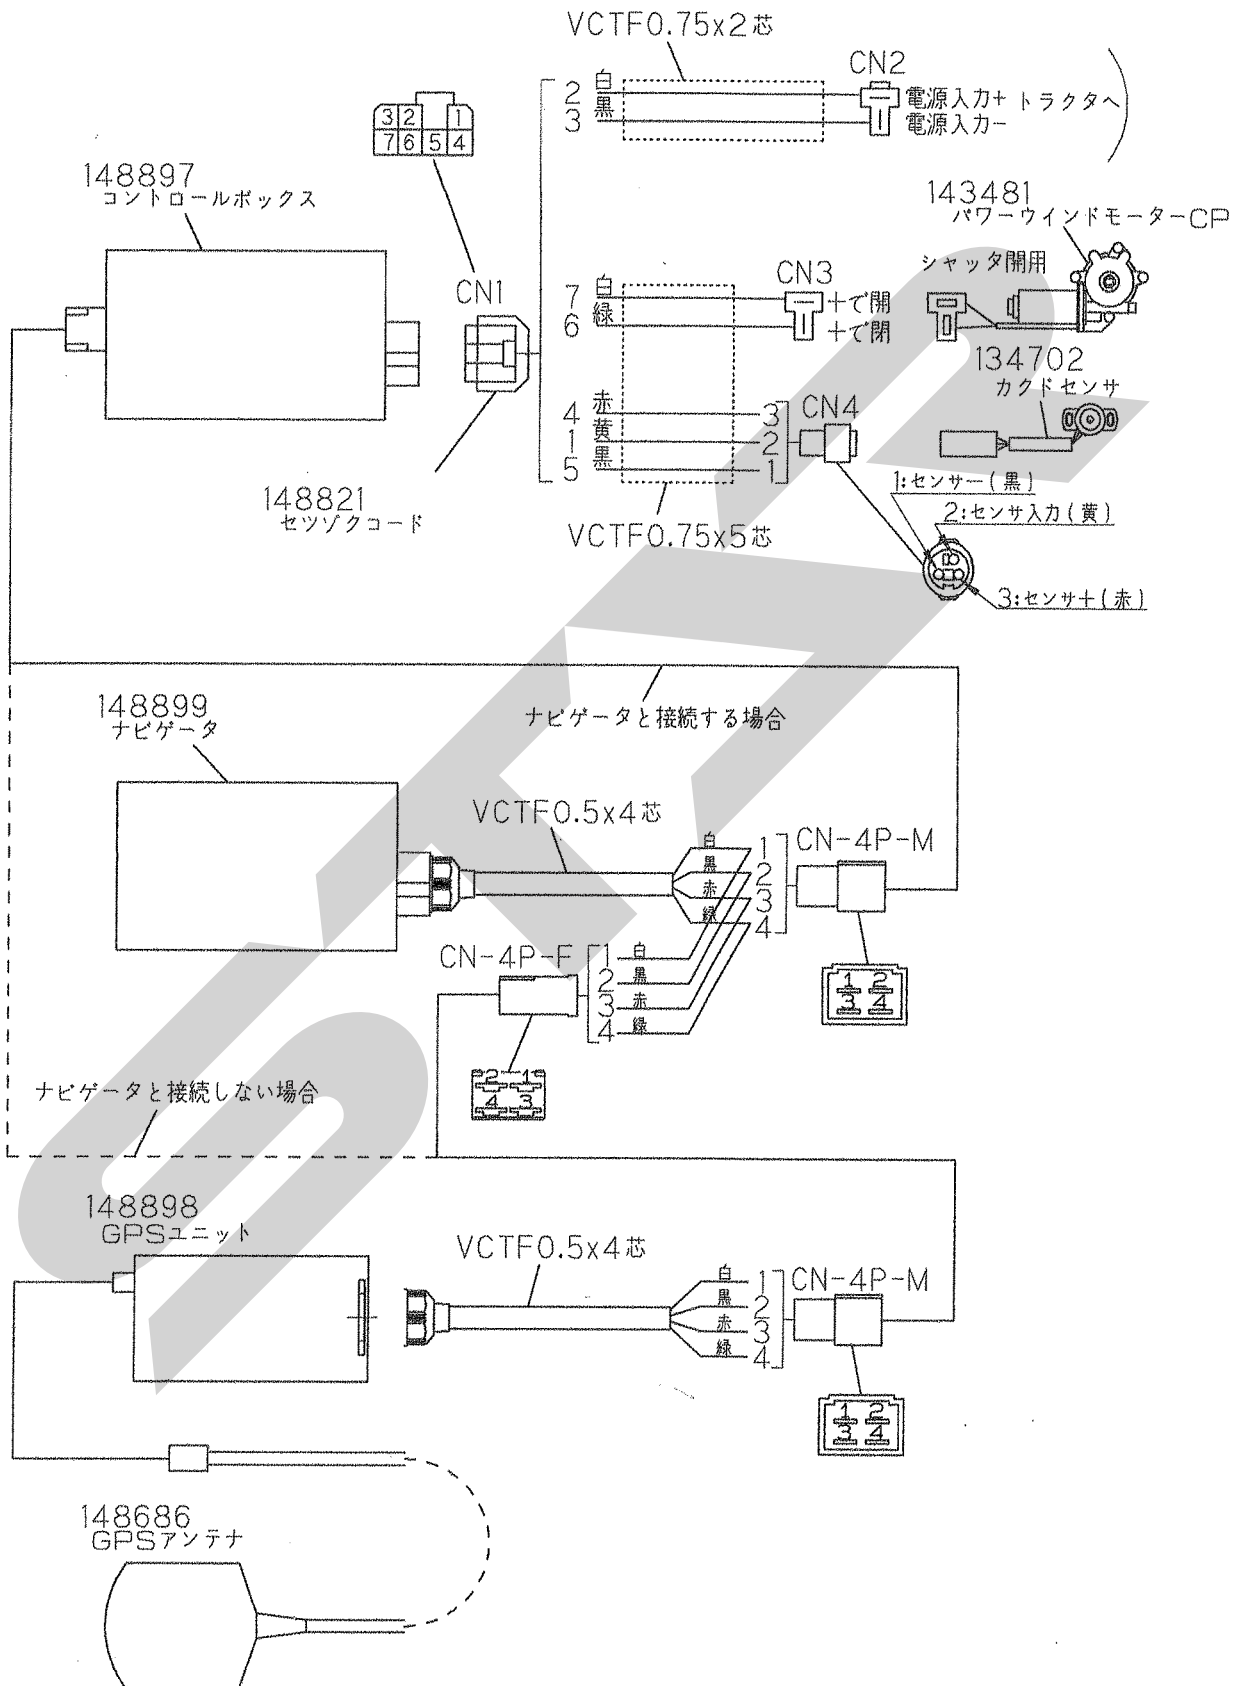 VCTF0.75x2芯
CN2
2 白
3 黒
電源入力+
電源入力-
トラクタへ
3 2 1
7 6 5 4
148897
コントロールボックス
143481
パワーウインドモーターCP
シャッタ開用
CN1
CN3
7 白
6 緑
+で開
+で閉
134702
カクドセンサ
4 赤 3
1 黄 2
5 黒 1
CN4
148821
セツゾクコード
VCTF0.75x5芯
1:センサー(黒)
2:センサ入力(黄)
3:センサ+(赤)
148899
ナビゲータ
ナビゲータと接続する場合
VCTF0.5x4芯
白 1
黒 2
赤 3
緑 4
CN-4P-M
1 2
3 4
CN-4P-F
1 白
2 黒
3 赤
4 緑
2 1
4 3
ナビゲータと接続しない場合
148898
GPSユニット
VCTF0.5x4芯
白 1
黒 2
赤 3
緑 4
CN-4P-M
1 2
3 4
148686
GPSアンテナ
STAR